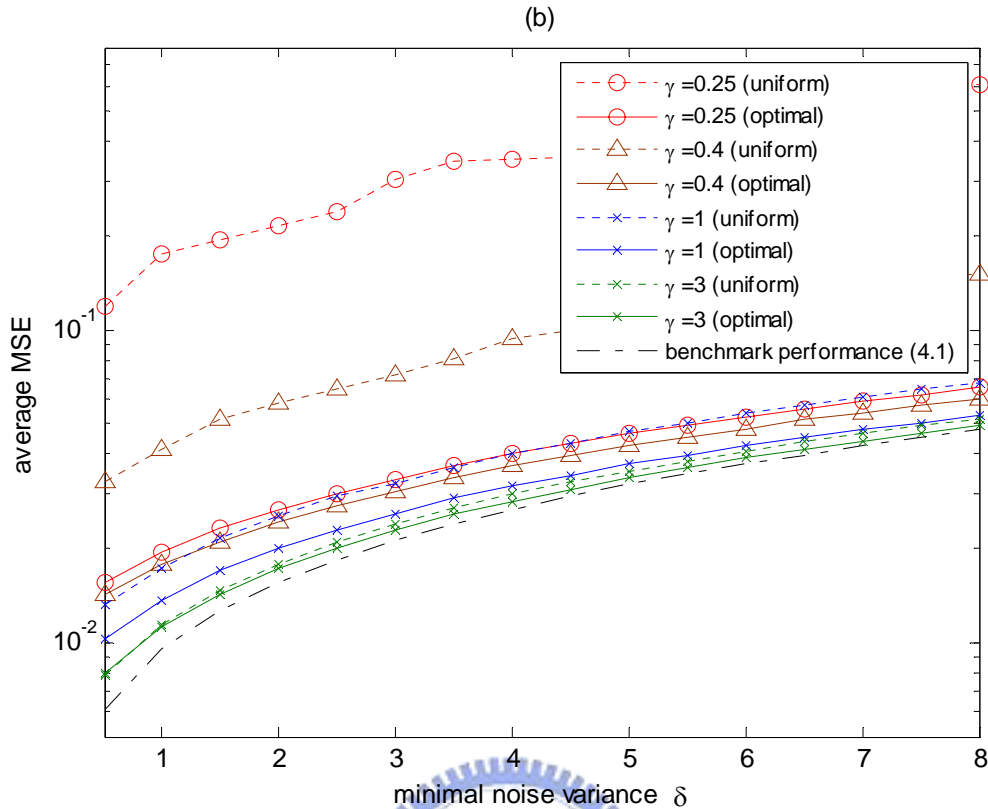 (b)
γ =0.25 (uniform)
γ =0.25 (optimal)
γ =0.4 (uniform)
γ =0.4 (optimal)
γ =1 (uniform)
γ =1 (optimal)
γ =3 (uniform)
γ =3 (optimal)
benchmark performance (4.1)
average MSE
10^-1
10^-2
1 2 3 4 5 6 7 8
minimal noise variance δ